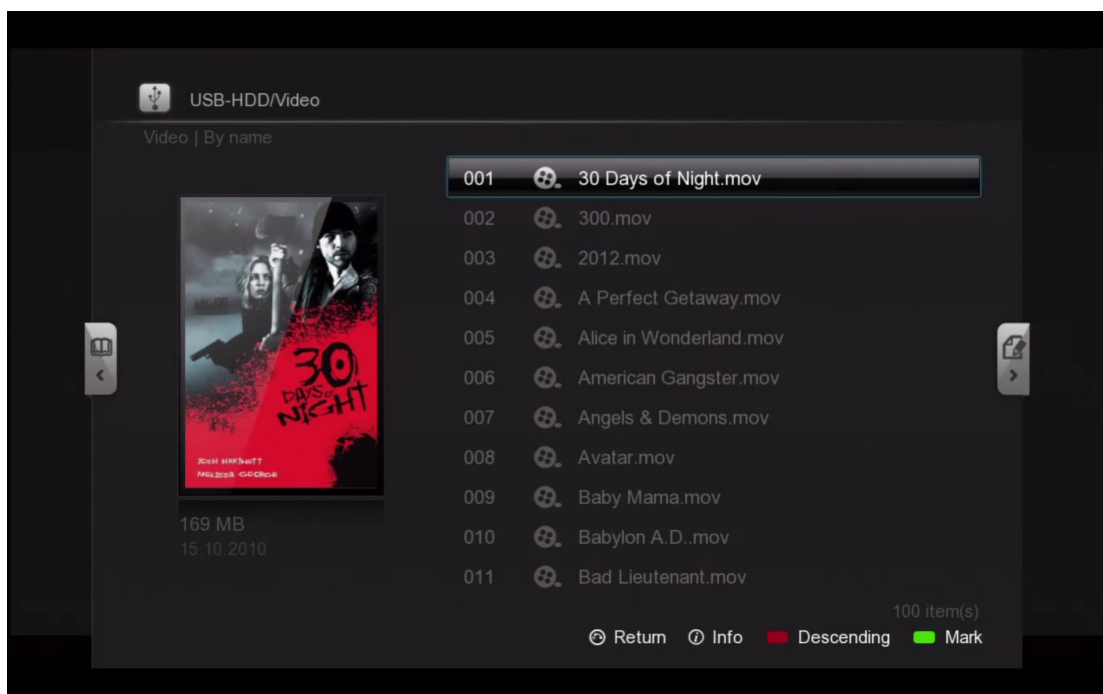 USB-HDD/Video
Video | By name
001 30 Days of Night.mov
002 300.mov
003 2012.mov
004 A Perfect Getaway.mov
005 Alice in Wonderland.mov
006 American Gangster.mov
007 Angels & Demons.mov
008 Avatar.mov
009 Baby Mama.mov
010 Babylon A.D..mov
011 Bad Lieutenant.mov
30
DAYS of
NIGHT
JOSH HARTNETT
MELISSA GEORGE
169 MB
15.10.2010
100 item(s)
Return Info Descending Mark